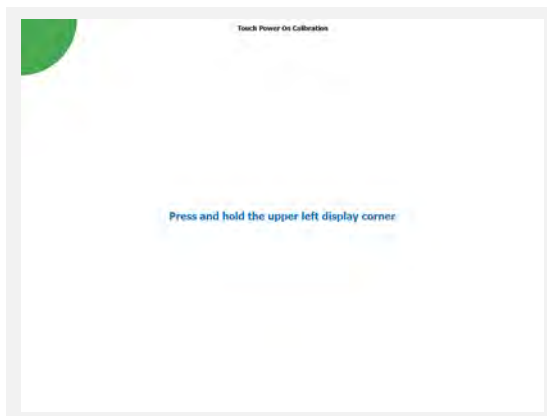 Touch Power On Calibration
Press and hold the upper left display corner